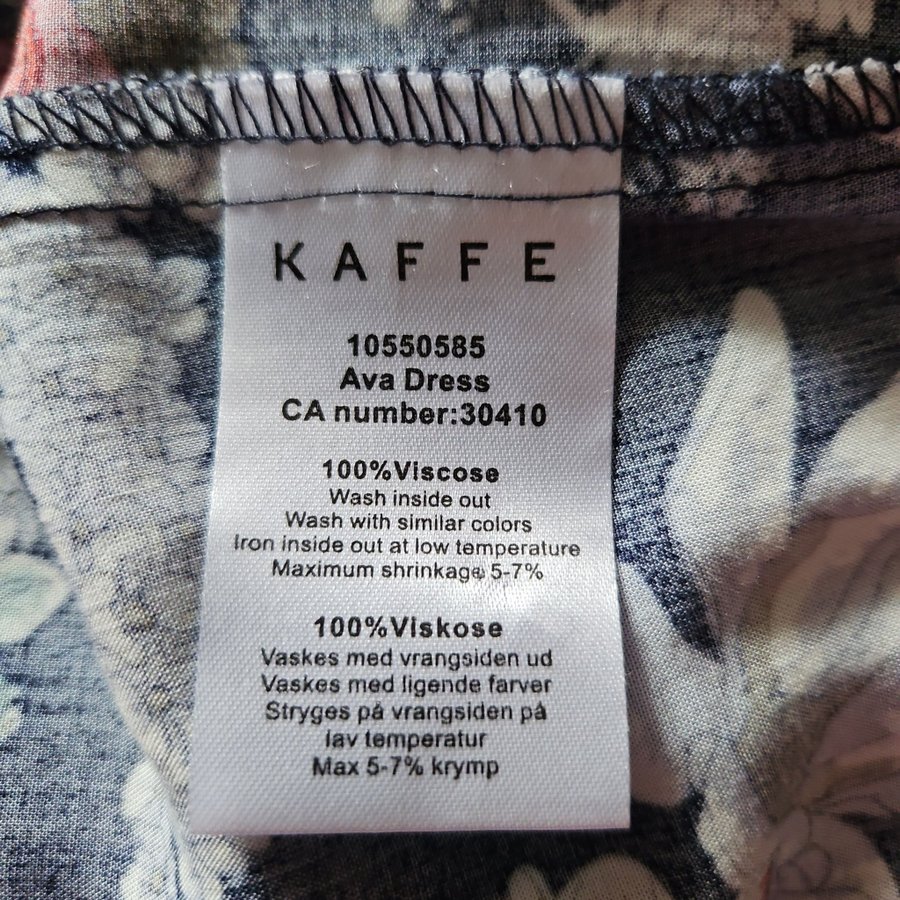 KAFFE
10550585
Ava Dress
CA number:30410
100%Viscose
Wash inside out
Wash with similar colors
Iron inside out at low temperature
Maximum shrinkage 5-7%
100%Viskose
Vaskes med vrangsiden ud
Vaskes med ligende farver
Stryges på vrangsiden på
lav temperatur
Max 5-7% krymp